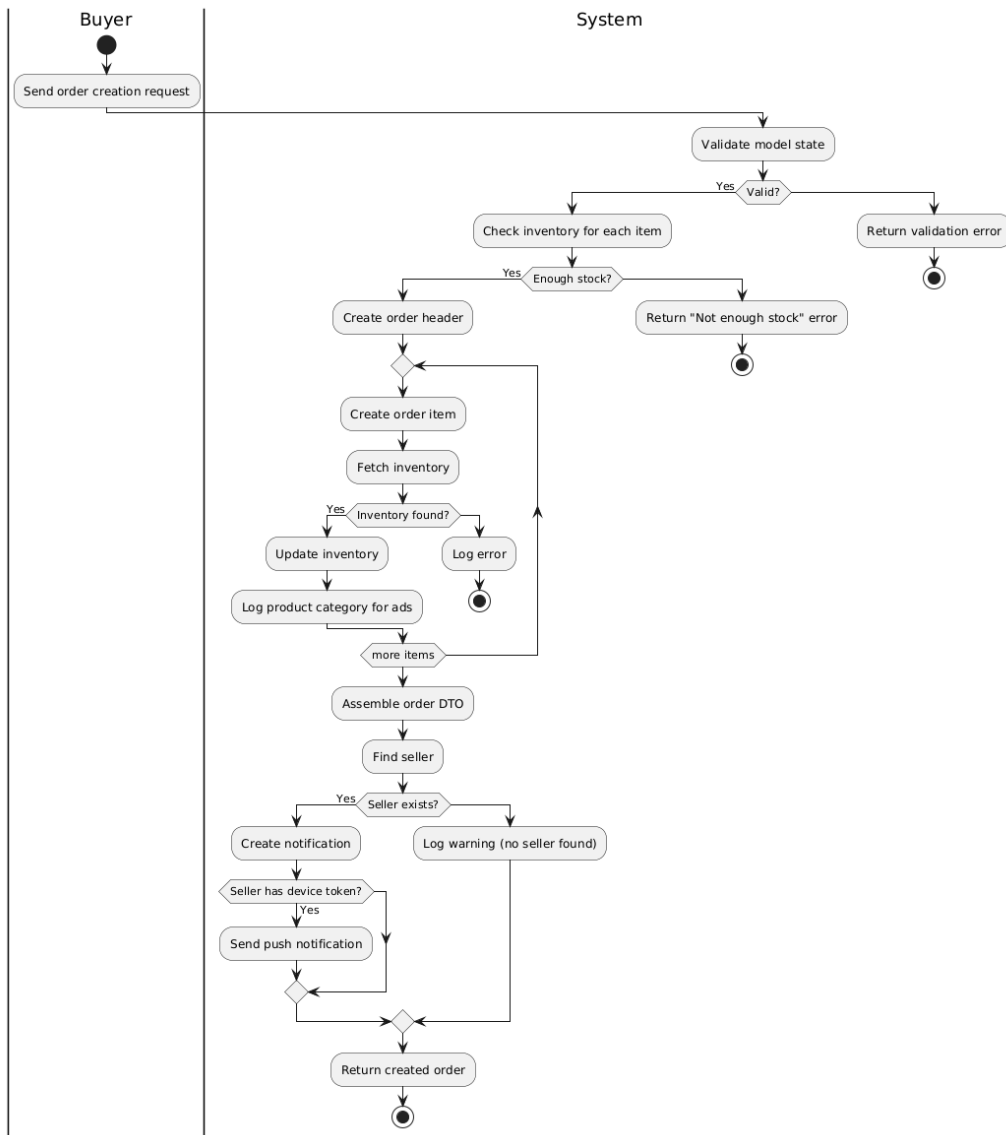 Buyer
System
Send order creation request
Validate model state
Yes
Valid?
Check inventory for each item
Return validation error
Yes
Enough stock?
Create order header
Return "Not enough stock" error
Create order item
Fetch inventory
Yes
Inventory found?
Update inventory
Log error
Log product category for ads
more items
Assemble order DTO
Find seller
Yes
Seller exists?
Create notification
Log warning (no seller found)
Seller has device token?
Yes
Send push notification
Return created order